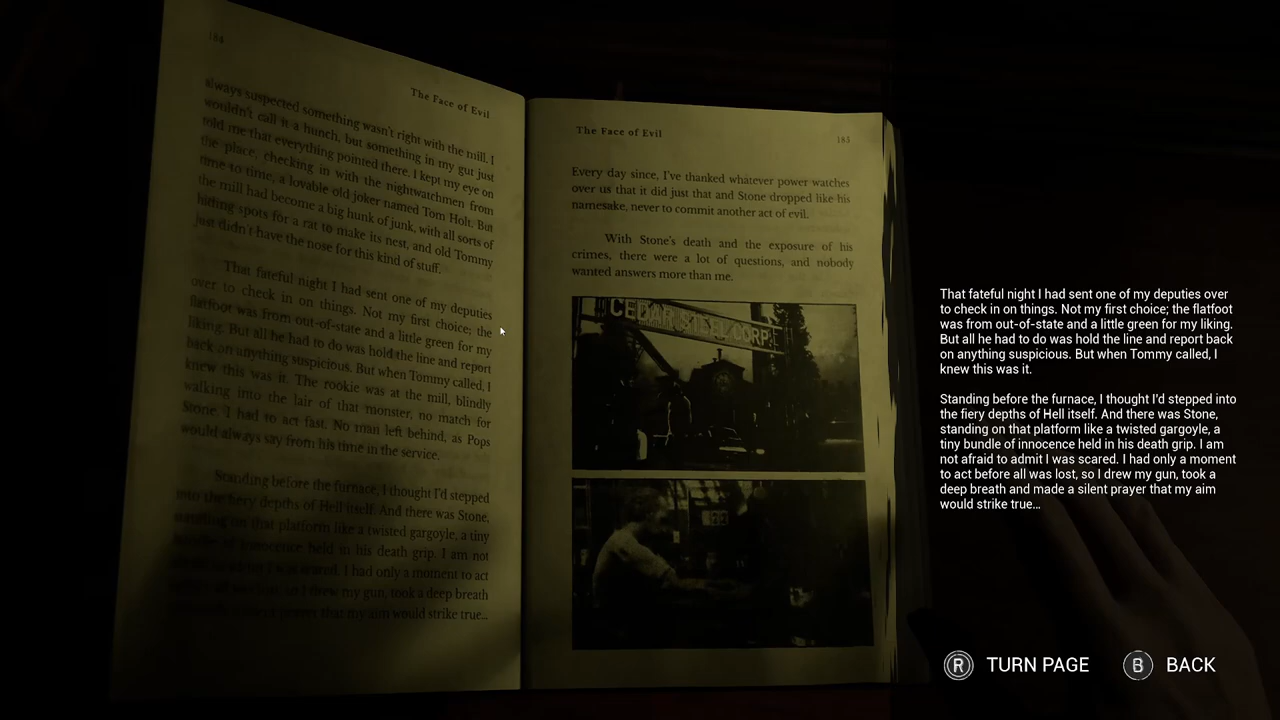 184
The Face of Evil
always suspected something wasn't right with the mill. I
wouldn't call it a hunch, but something in my gut just
told me that everything pointed there. I kept my eye on
the place, checking in with the nightwatchmen from
time to time, a lovable old joker named Tom Holt. But
the mill had become a big hunk of junk, with all sorts of
hiding spots for a rat to make its nest, and old Tommy
just didn't have the nose for this kind of stuff.
That fateful night I had sent one of my deputies
over to check in on things. Not my first choice; the
flatfoot was from out-of-state and a little green for my
liking. But all he had to do was hold the line and report
back on anything suspicious. But when Tommy called, I
knew this was it. The rookie was at the mill, blindly
walking into the lair of that monster, no match for
Stone. I had to act fast. No man left behind, as Pops
would always say from his time in the service.
Standing before the furnace, I thought I'd stepped
into the fiery depths of Hell itself. And there was Stone,
standing on that platform like a twisted gargoyle, a tiny
bundle of innocence held in his death grip. I am not
afraid to admit I was scared. I had only a moment to act
before all was lost, so I drew my gun, took a deep breath
and made a silent prayer that my aim would strike true...
The Face of Evil
185
Every day since, I've thanked whatever power watches
over us that it did just that and Stone dropped like his
namesake, never to commit another act of evil.
With Stone's death and the exposure of his
crimes, there were a lot of questions, and nobody
wanted answers more than me.
CEDAR STEEL CORP.
That fateful night I had sent one of my deputies over
to check in on things. Not my first choice; the flatfoot
was from out-of-state and a little green for my liking.
But all he had to do was hold the line and report back
on anything suspicious. But when Tommy called, I
knew this was it.
Standing before the furnace, I thought I'd stepped into
the fiery depths of Hell itself. And there was Stone,
standing on that platform like a twisted gargoyle, a
tiny bundle of innocence held in his death grip. I am
not afraid to admit I was scared. I had only a moment
to act before all was lost, so I drew my gun, took a
deep breath and made a silent prayer that my aim
would strike true...
R TURN PAGE
B BACK